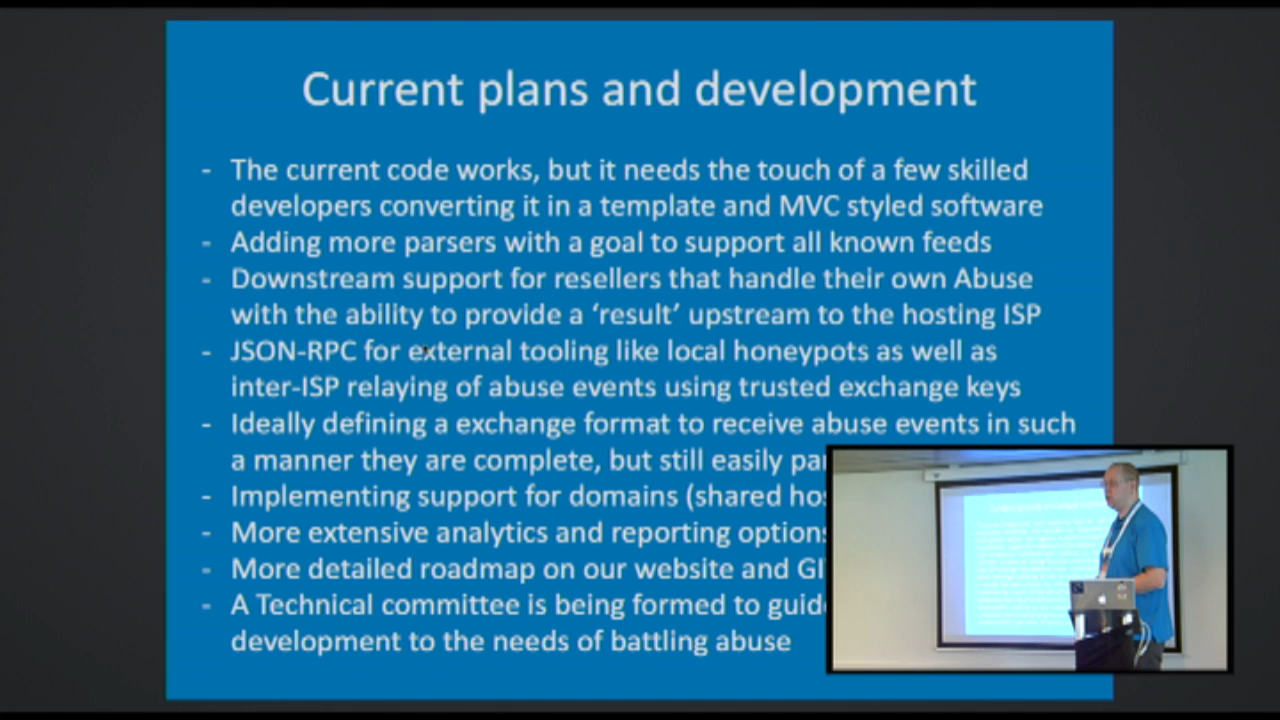 Current plans and development
- The current code works, but it needs the touch of a few skilled
developers converting it in a template and MVC styled software
- Adding more parsers with a goal to support all known feeds
- Downstream support for resellers that handle their own Abuse
with the ability to provide a ‘result’ upstream to the hosting ISP
- JSON-RPC for external tooling like local honeypots as well as
inter-ISP relaying of abuse events using trusted exchange keys
- Ideally defining a exchange format to receive abuse events in such
a manner they are complete, but still easily
- Implementing support for domains (shared
- More extensive analytics and reporting options
- More detailed roadmap on our website and
- A Technical committee is being formed to
development to the needs of battling abuse